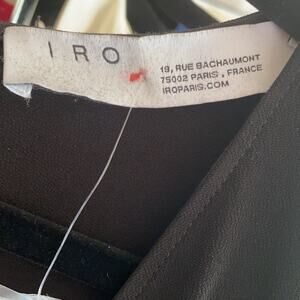 IRO
19, RUE BACHAUMONT
75002 PARIS , FRANCE
IROPARIS.COM